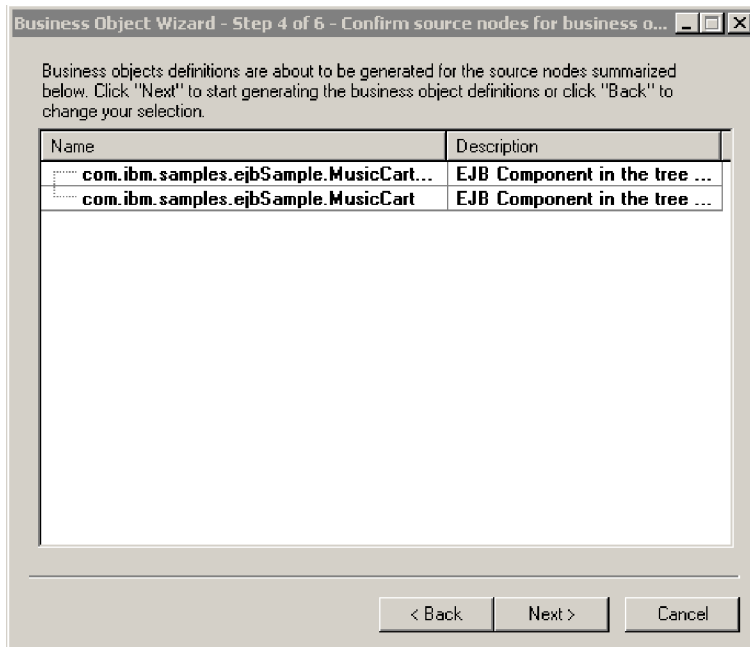 Business Object Wizard - Step 4 of 6 - Confirm source nodes for business o...
Business objects definitions are about to be generated for the source nodes summarized
below. Click "Next" to start generating the business object definitions or click "Back" to
change your selection.
Name Description
com.ibm.samples.ejbSample.MusicCart... EJB Component in the tree ...
com.ibm.samples.ejbSample.MusicCart EJB Component in the tree ...
< Back Next > Cancel